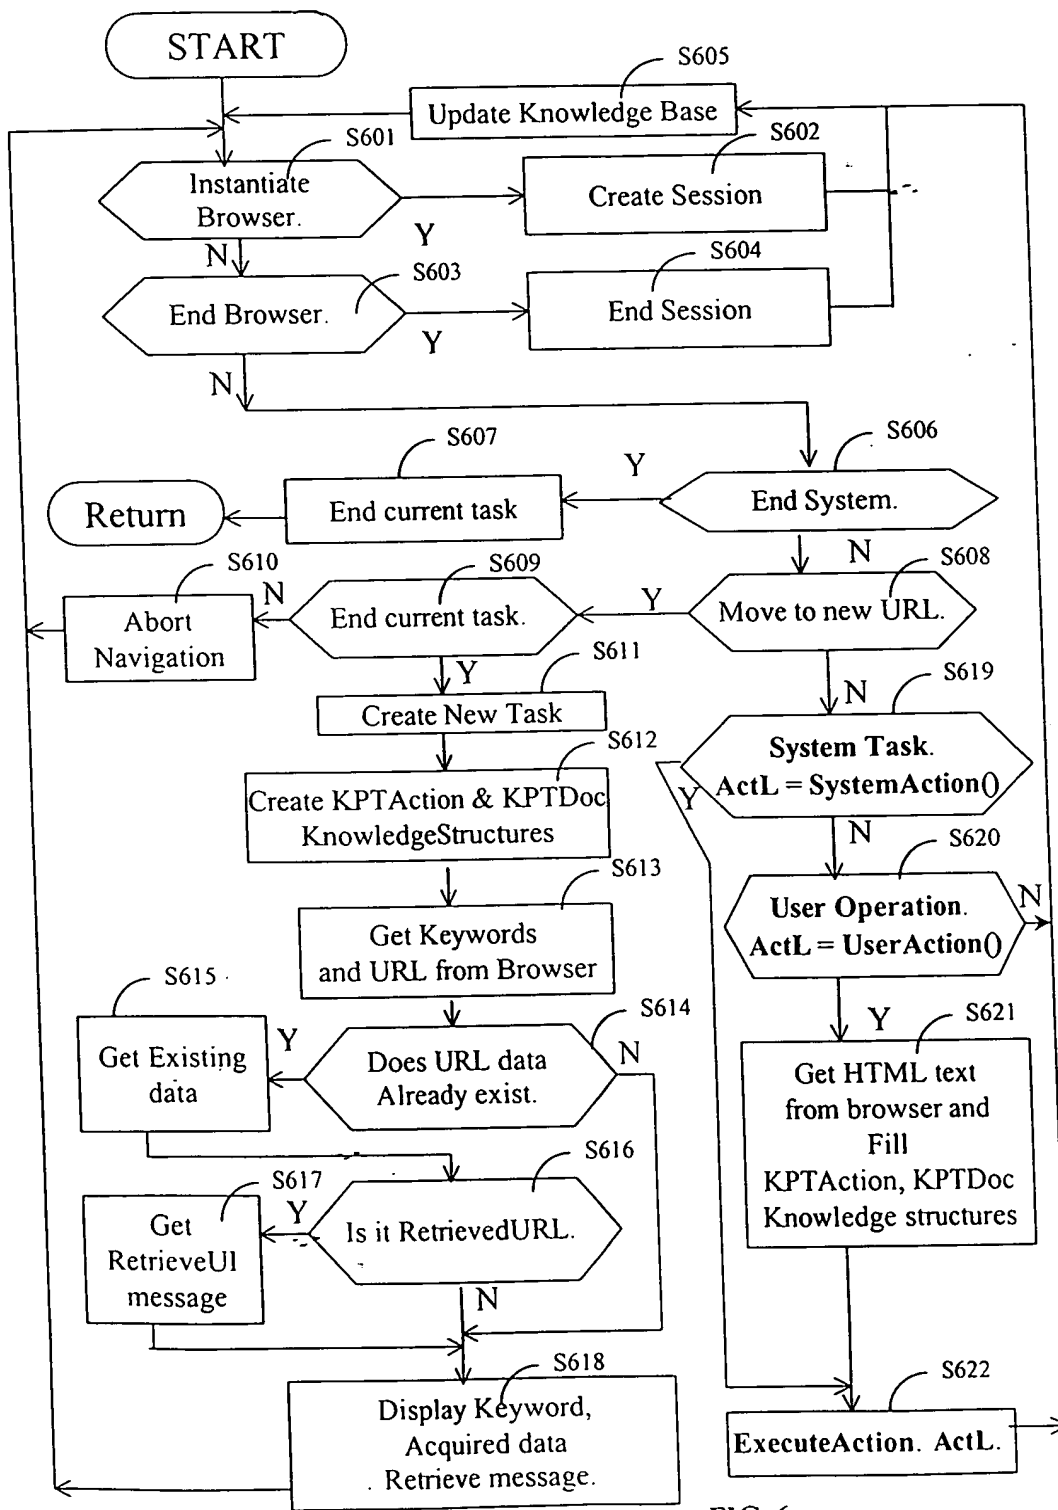 START
S605
Update Knowledge Base
S601
Instantiate
Browser.
Y
N
S602
Create Session
S603
End Browser.
Y
N
S604
End Session
S606
End System.
Y
N
S607
End current task
Return
S608
Move to new URL.
Y
N
S609
End current task.
N
Y
S610
Abort
Navigation
S611
Create New Task
S612
Create KPTAction & KPTDoc
KnowledgeStructures
S613
Get Keywords
and URL from Browser
S614
Does URL data
Already exist.
Y
N
S615
Get Existing
data
S616
Is it RetrievedURL.
Y
N
S617
Get
RetrieveUI
message
S618
Display Keyword,
Acquired data
Retrieve message.
S619
System Task.
ActL = SystemAction()
Y
N
S620
User Operation.
ActL = UserAction()
N
Y
S621
Get HTML text
from browser and
Fill
KPTAction, KPTDoc
Knowledge structures
S622
ExecuteAction. ActL.